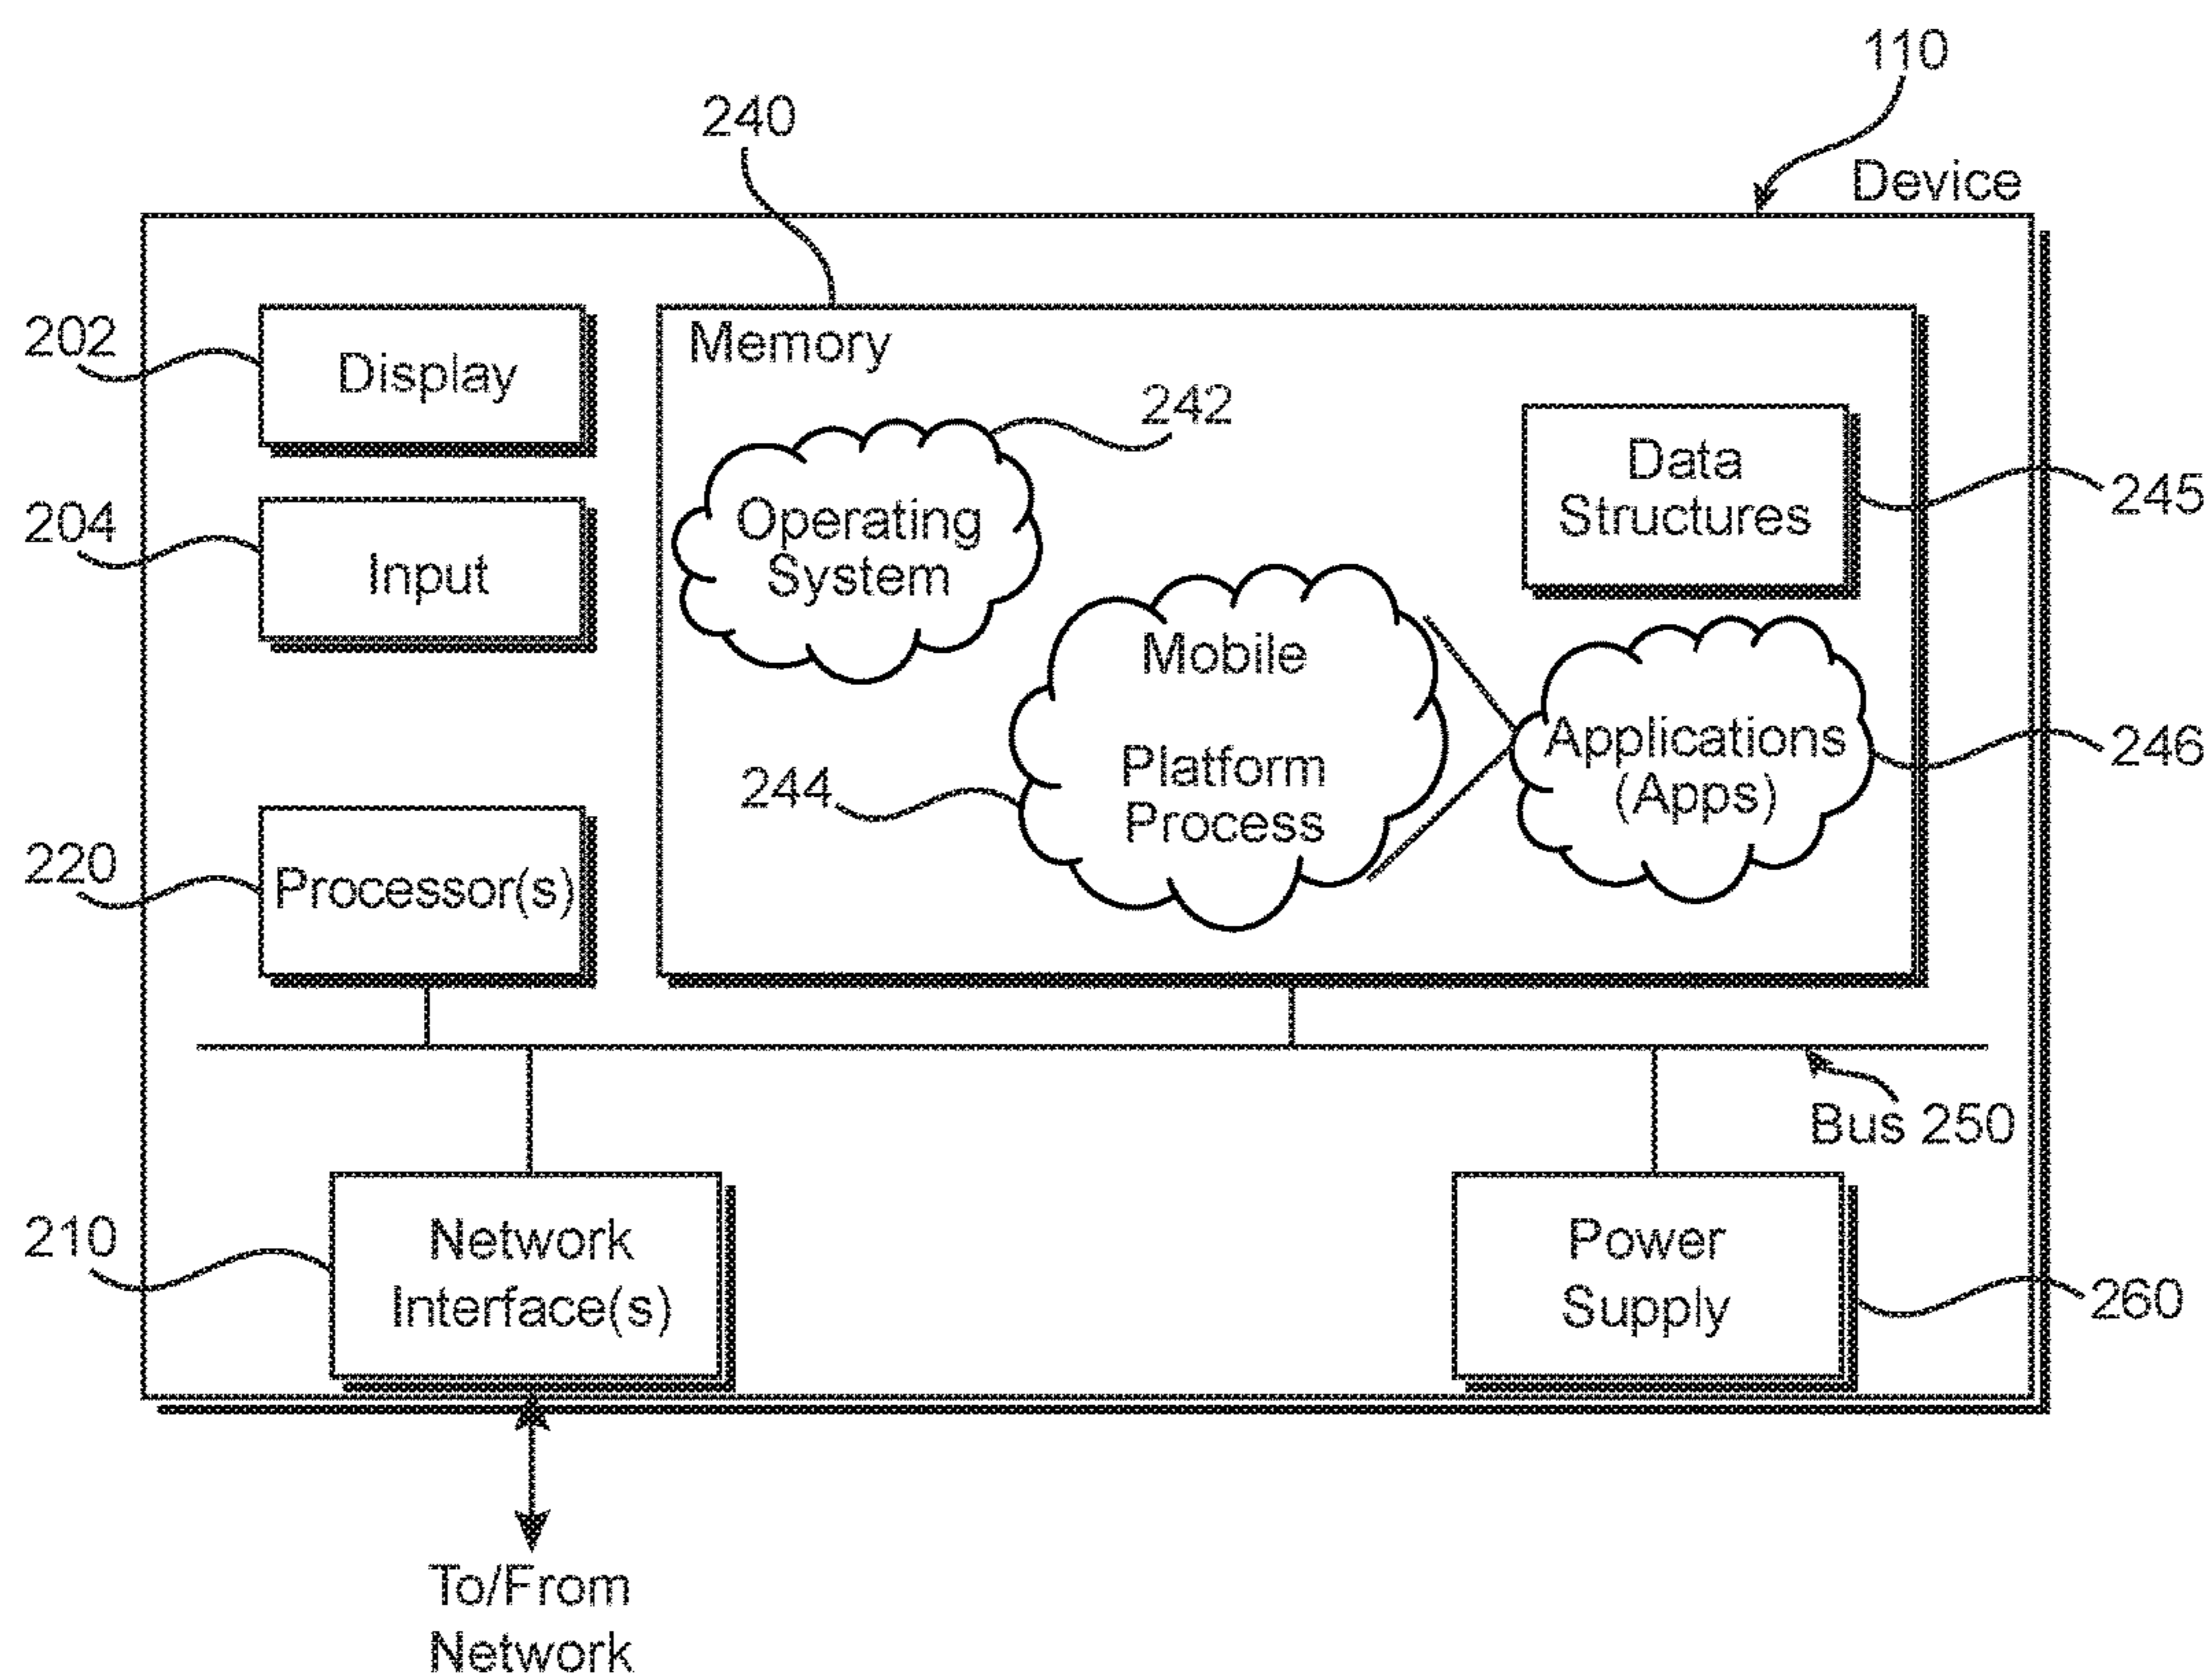 110
Device
240
202
Display
Memory
242
Data
Structures
245
204
Input
Operating
System
Mobile
Platform
Process
244
Applications
(Apps)
246
220
Processor(s)
Bus 250
210
Network
Interface(s)
Power
Supply
260
To/From
Network